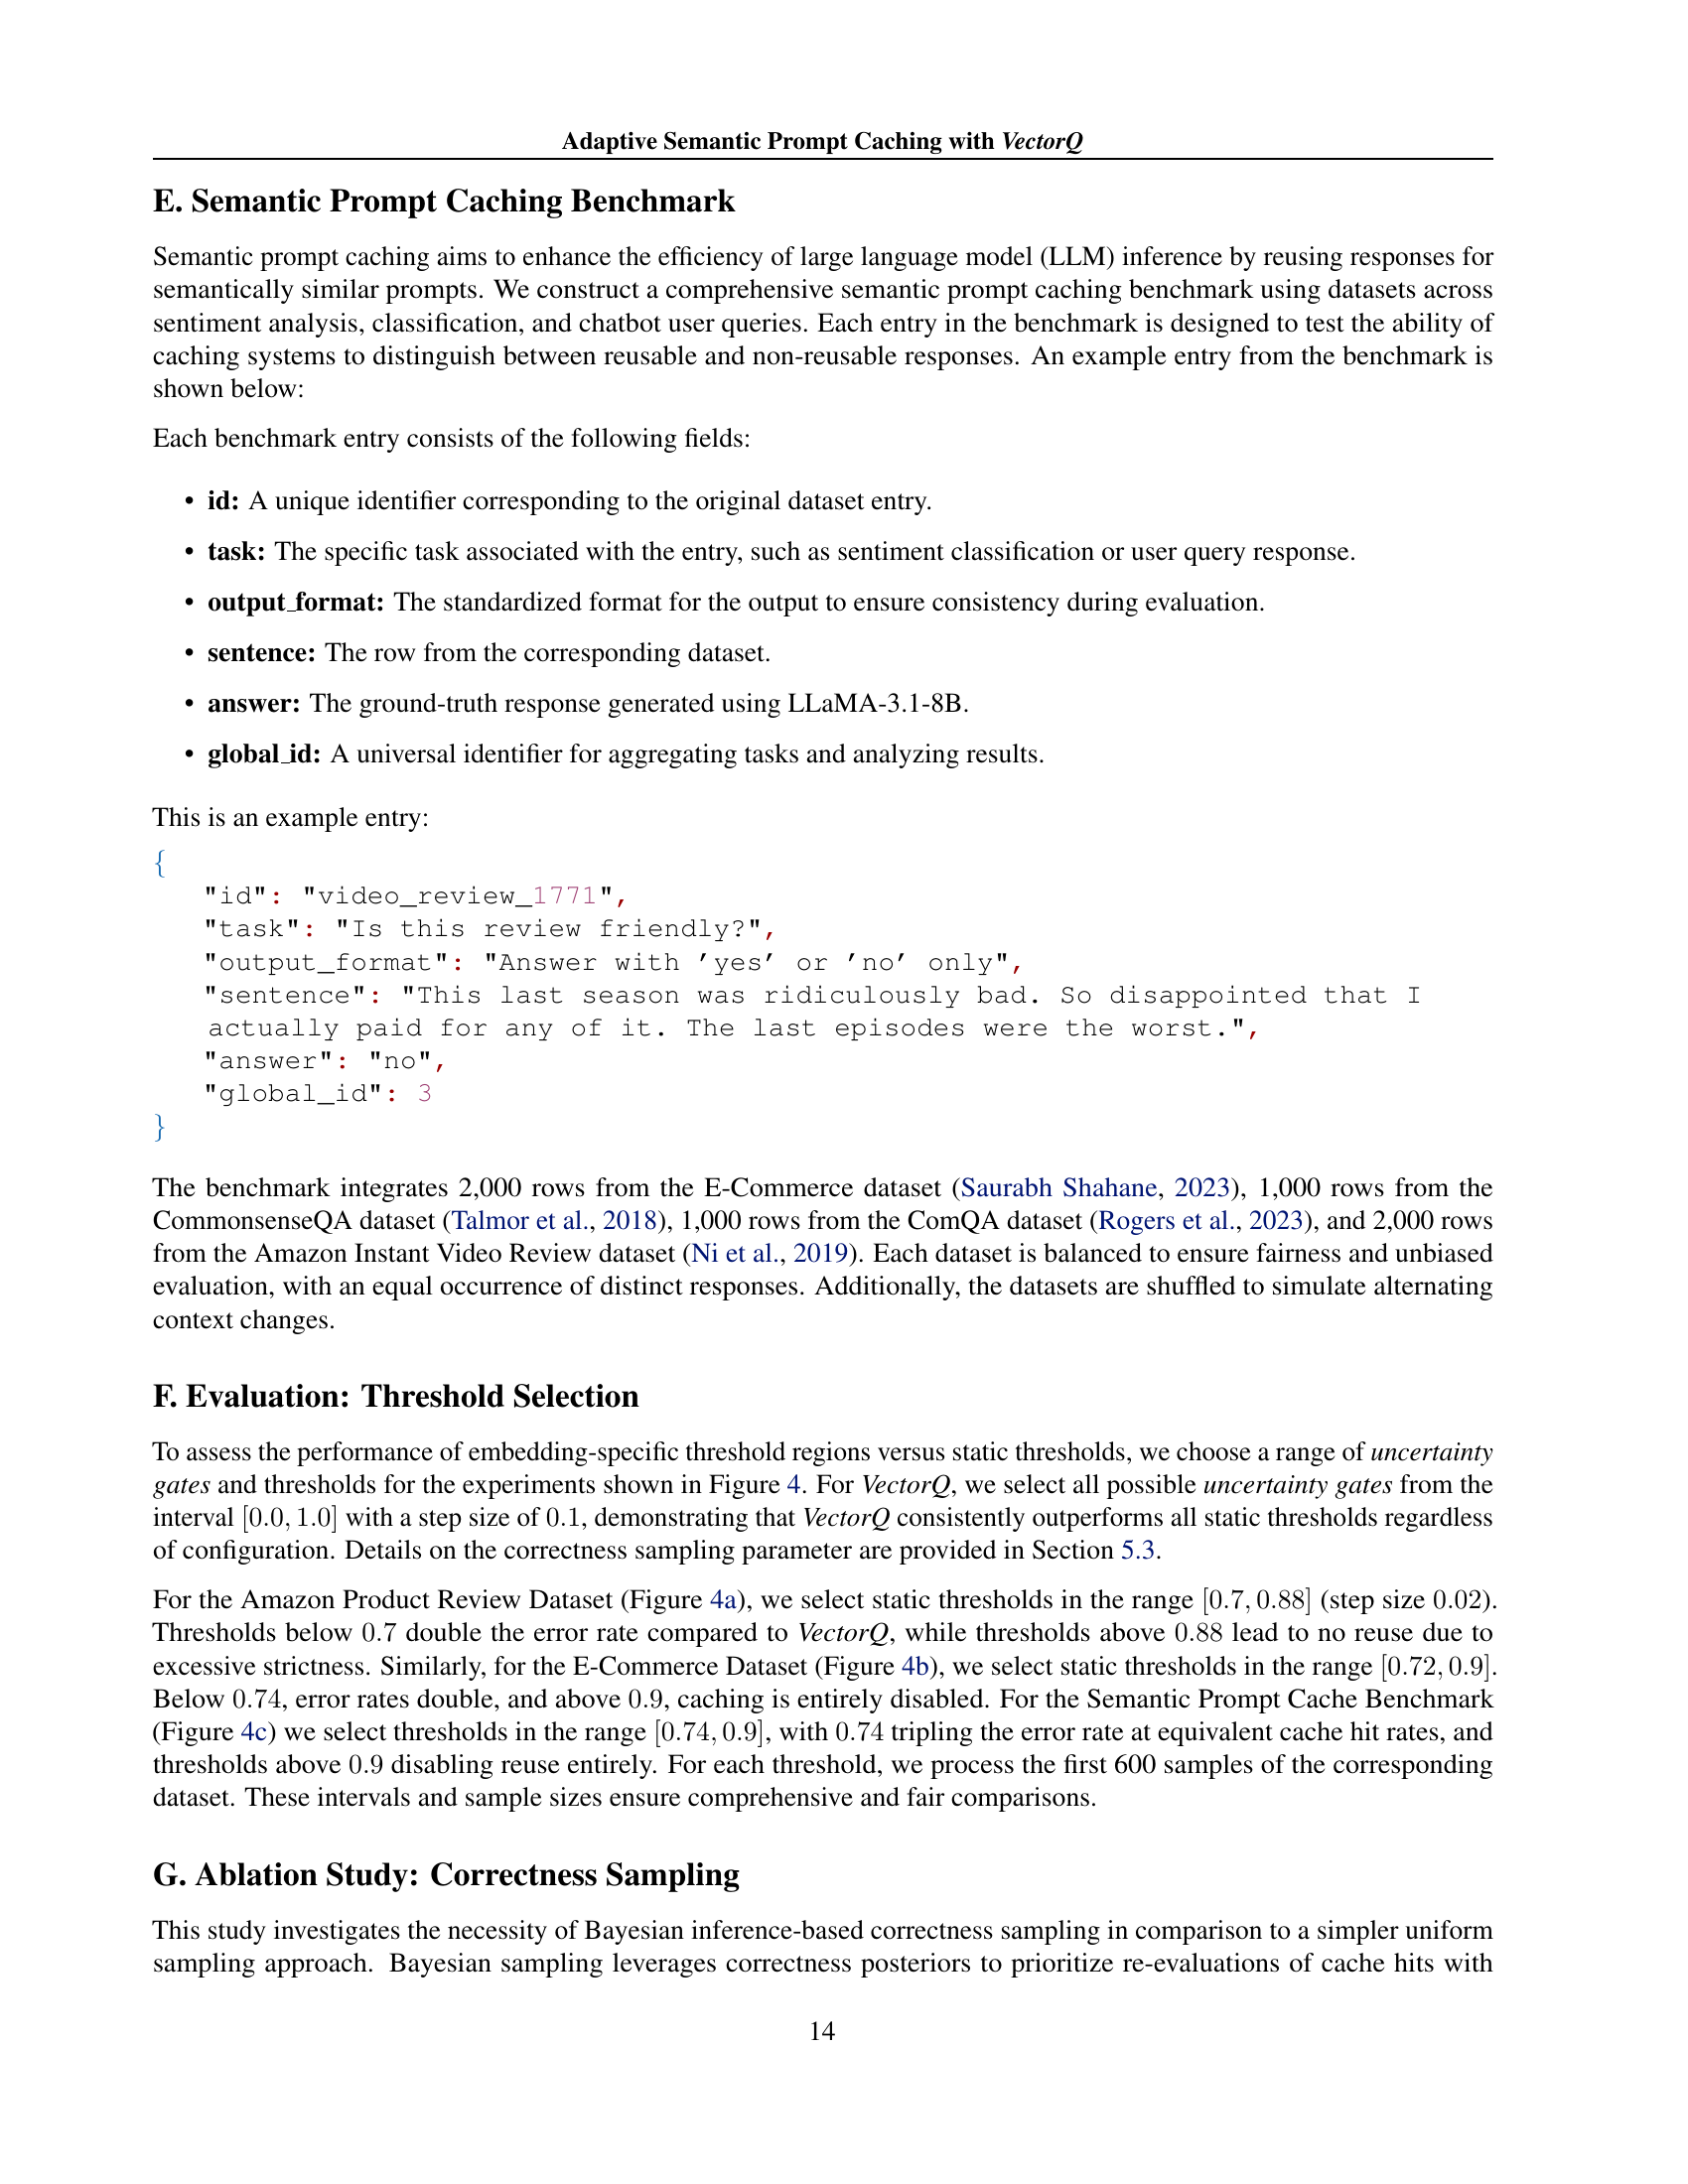 Adaptive Semantic Prompt Caching with VectorQ
E. Semantic Prompt Caching Benchmark
Semantic prompt caching aims to enhance the efficiency of large language model (LLM) inference by reusing responses for
semantically similar prompts. We construct a comprehensive semantic prompt caching benchmark using datasets across
sentiment analysis, classification, and chatbot user queries. Each entry in the benchmark is designed to test the ability of
caching systems to distinguish between reusable and non-reusable responses. An example entry from the benchmark is
shown below:
Each benchmark entry consists of the following fields:
• id: A unique identifier corresponding to the original dataset entry.
• task: The specific task associated with the entry, such as sentiment classification or user query response.
• output_format: The standardized format for the output to ensure consistency during evaluation.
• sentence: The row from the corresponding dataset.
• answer: The ground-truth response generated using LLaMA-3.1-8B.
• global_id: A universal identifier for aggregating tasks and analyzing results.
This is an example entry:
{
"id": "video_review_1771",
"task": "Is this review friendly?",
"output_format": "Answer with ’yes’ or ’no’ only",
"sentence": "This last season was ridiculously bad. So disappointed that I
actually paid for any of it. The last episodes were the worst.",
"answer": "no",
"global_id": 3
}
The benchmark integrates 2,000 rows from the E-Commerce dataset (Saurabh Shahane, 2023), 1,000 rows from the
CommonsenseQA dataset (Talmor et al., 2018), 1,000 rows from the ComQA dataset (Rogers et al., 2023), and 2,000 rows
from the Amazon Instant Video Review dataset (Ni et al., 2019). Each dataset is balanced to ensure fairness and unbiased
evaluation, with an equal occurrence of distinct responses. Additionally, the datasets are shuffled to simulate alternating
context changes.
F. Evaluation: Threshold Selection
To assess the performance of embedding-specific threshold regions versus static thresholds, we choose a range of uncertainty
gates and thresholds for the experiments shown in Figure 4. For VectorQ, we select all possible uncertainty gates from the
interval [0.0, 1.0] with a step size of 0.1, demonstrating that VectorQ consistently outperforms all static thresholds regardless
of configuration. Details on the correctness sampling parameter are provided in Section 5.3.
For the Amazon Product Review Dataset (Figure 4a), we select static thresholds in the range [0.7, 0.88] (step size 0.02).
Thresholds below 0.7 double the error rate compared to VectorQ, while thresholds above 0.88 lead to no reuse due to
excessive strictness. Similarly, for the E-Commerce Dataset (Figure 4b), we select static thresholds in the range [0.72, 0.9].
Below 0.74, error rates double, and above 0.9, caching is entirely disabled. For the Semantic Prompt Cache Benchmark
(Figure 4c) we select thresholds in the range [0.74, 0.9], with 0.74 tripling the error rate at equivalent cache hit rates, and
thresholds above 0.9 disabling reuse entirely. For each threshold, we process the first 600 samples of the corresponding
dataset. These intervals and sample sizes ensure comprehensive and fair comparisons.
G. Ablation Study: Correctness Sampling
This study investigates the necessity of Bayesian inference-based correctness sampling in comparison to a simpler uniform
sampling approach. Bayesian sampling leverages correctness posteriors to prioritize re-evaluations of cache hits with
14